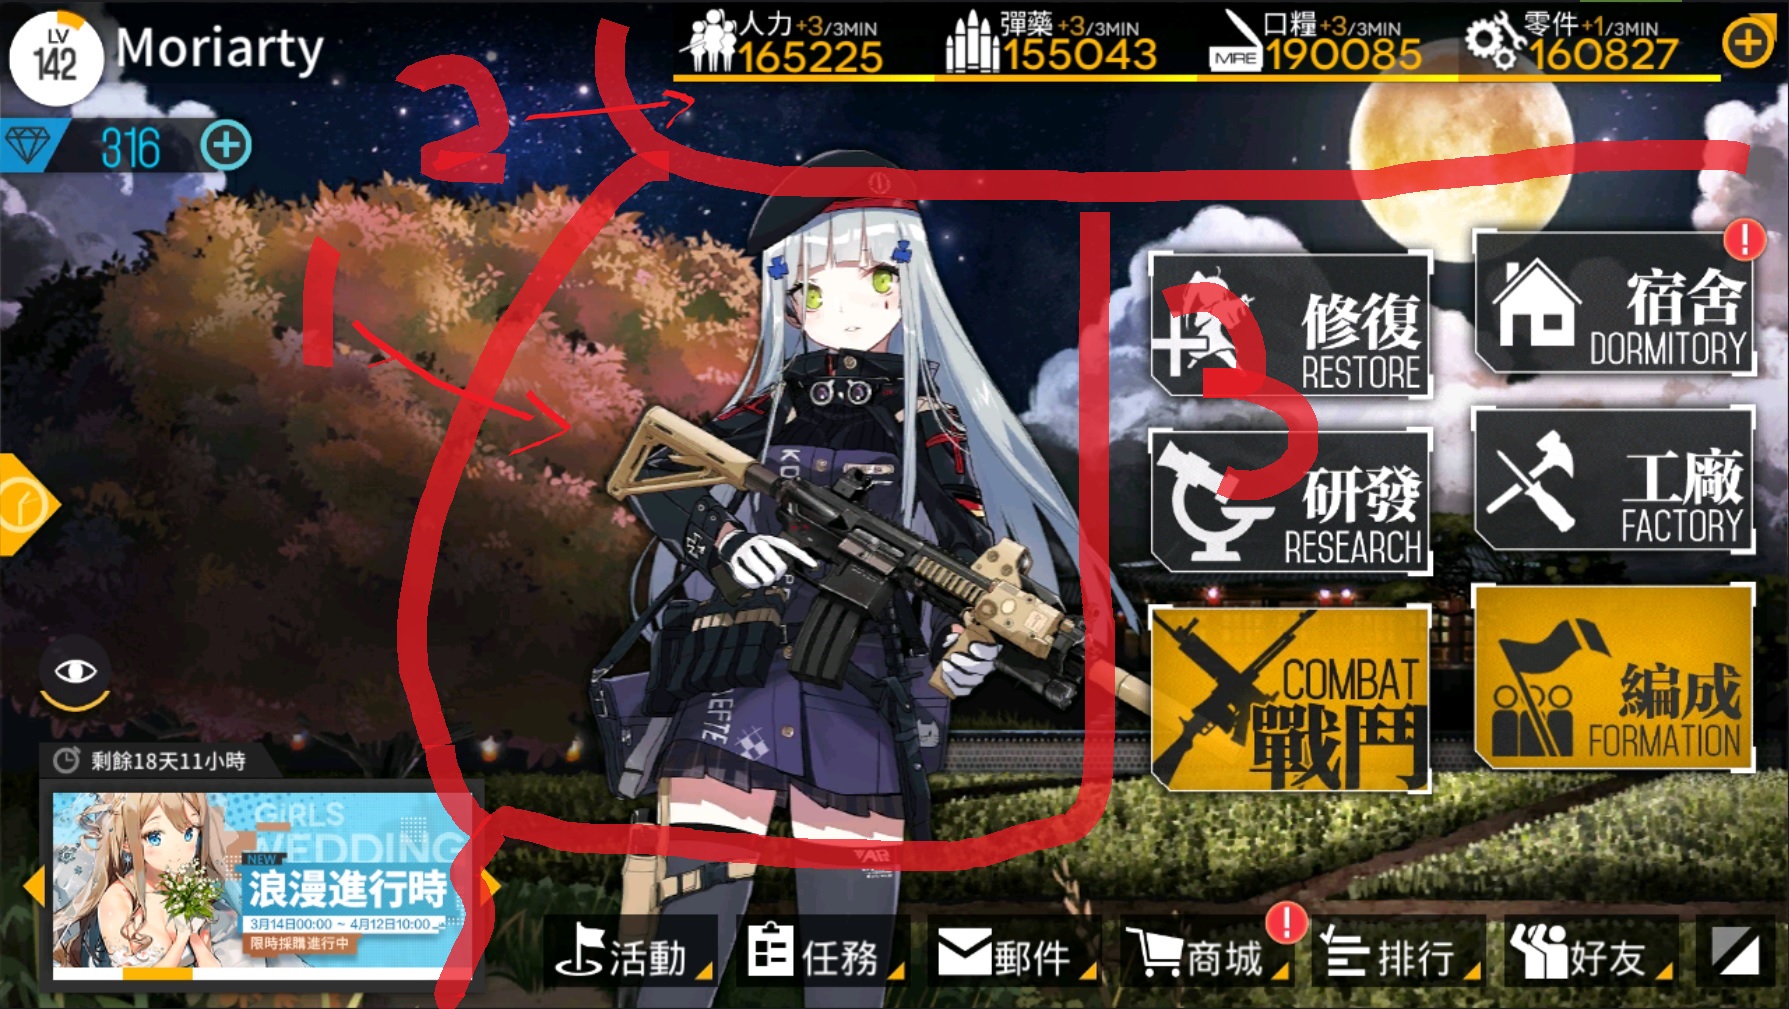 LV
142
Moriarty
人力+3/3MIN
165225
彈藥+3/3MIN
155043
口糧+3/3MIN
190085
零件+1/3MIN
160827
MRE
316
2
1
3
修復
RESTORE
宿舍
DORMITORY
研發
RESEARCH
工廠
FACTORY
COMBAT
戰鬥
編成
FORMATION
剩餘18天11小時
GIRLS
WEDDING
NEW
浪漫進行時
3月14日00:00 ~ 4月12日10:00
限時採購進行中
活動
任務
郵件
商城
排行
好友